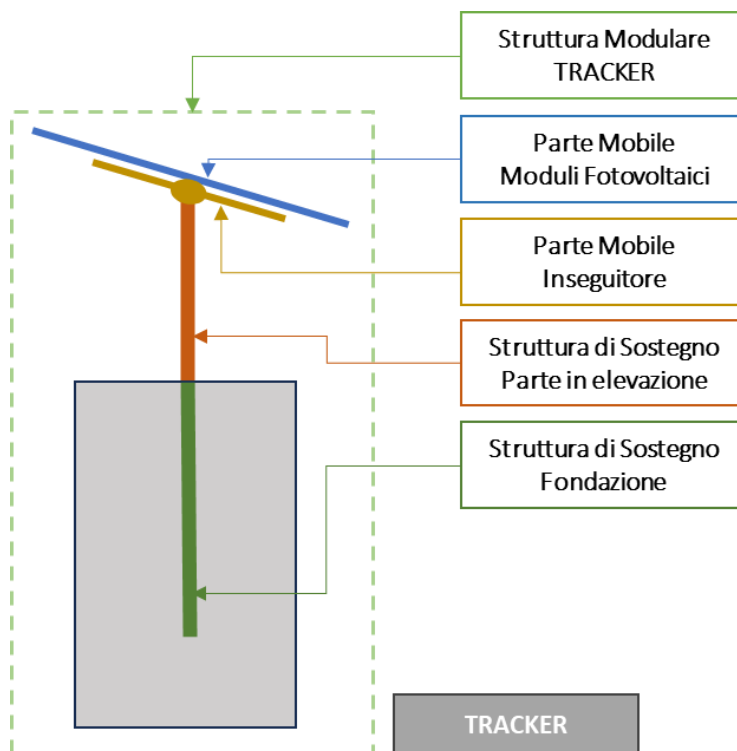 Struttura Modulare
TRACKER
Parte Mobile
Moduli Fotovoltaici
Parte Mobile
Inseguitore
Struttura di Sostegno
Parte in elevazione
Struttura di Sostegno
Fondazione
TRACKER